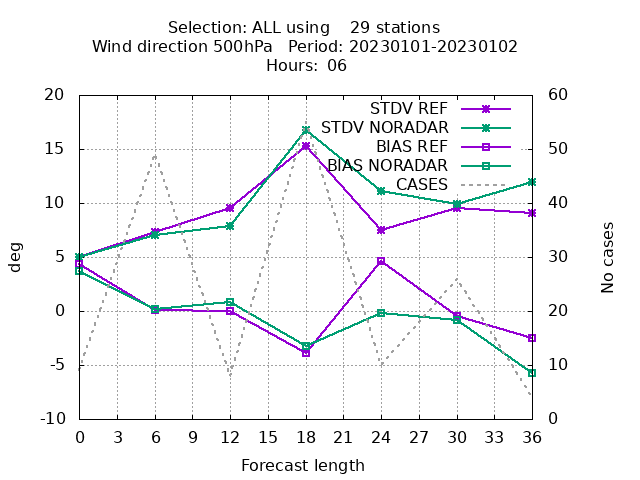 Selection: ALL using    29 stations
Wind direction 500hPa   Period: 20230101-20230102
Hours:  06
20
15
10
5
0
-5
-10
60
50
40
30
20
10
0
STDV REF
STDV NORADAR
BIAS REF
BIAS NORADAR
CASES
deg
No cases
0 3 6 9 12 15 18 21 24 27 30 33 36
Forecast length